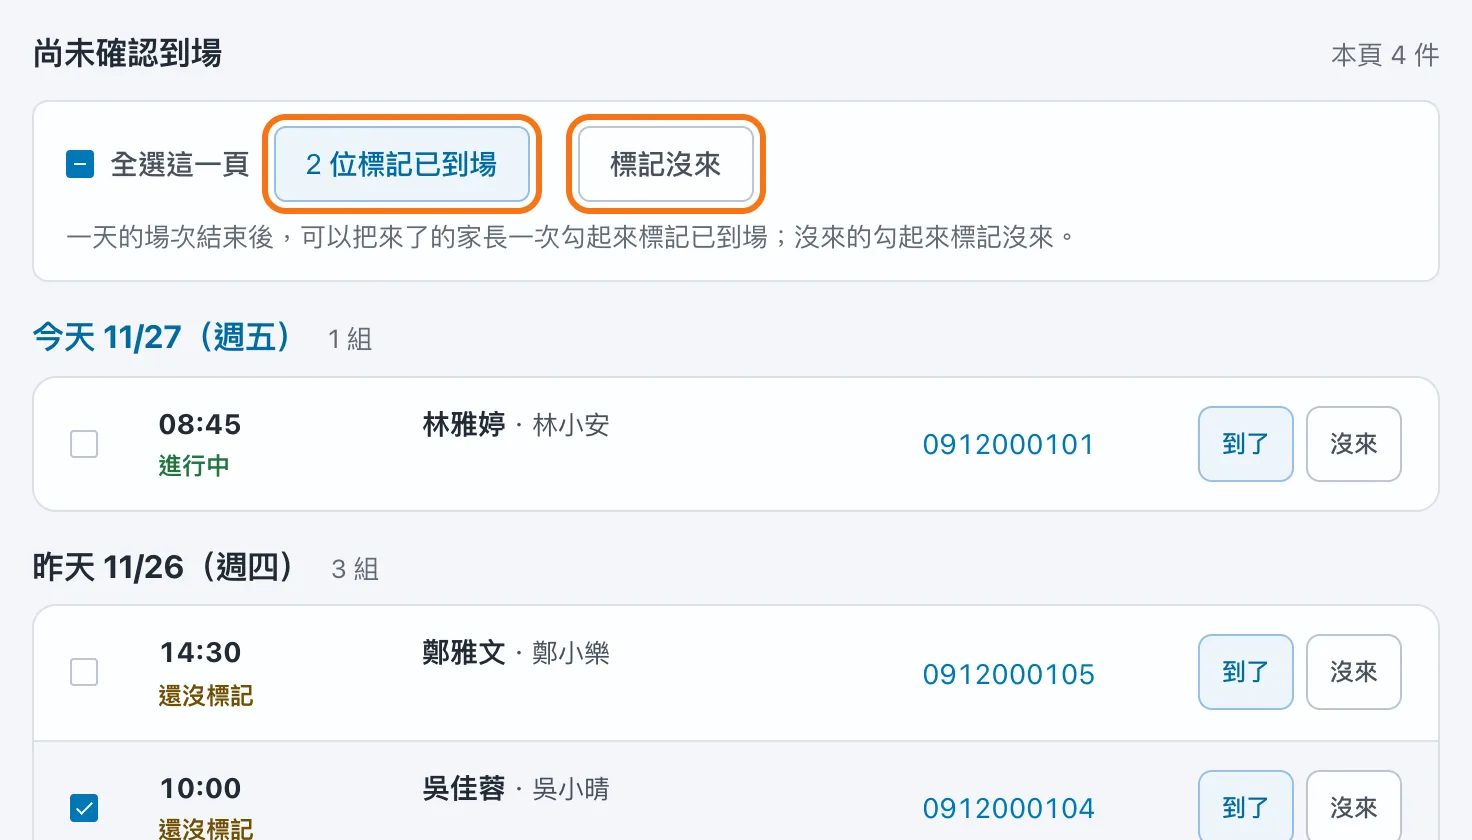 尚未確認到場
本頁 4 件
全選這一頁 2 位標記已到場 標記沒來
一天的場次結束後，可以把來了的家長一次勾起來標記已到場；沒來的勾起來標記沒來。
今天 11/27（週五） 1 組
08:45 林雅婷 · 林小安 0912000101 到了 沒來
進行中
昨天 11/26（週四） 3 組
14:30 鄭雅文 · 鄭小樂 0912000105 到了 沒來
還沒標記
10:00 吳佳蓉 · 吳小晴 0912000104 到了 沒來
還沒標記